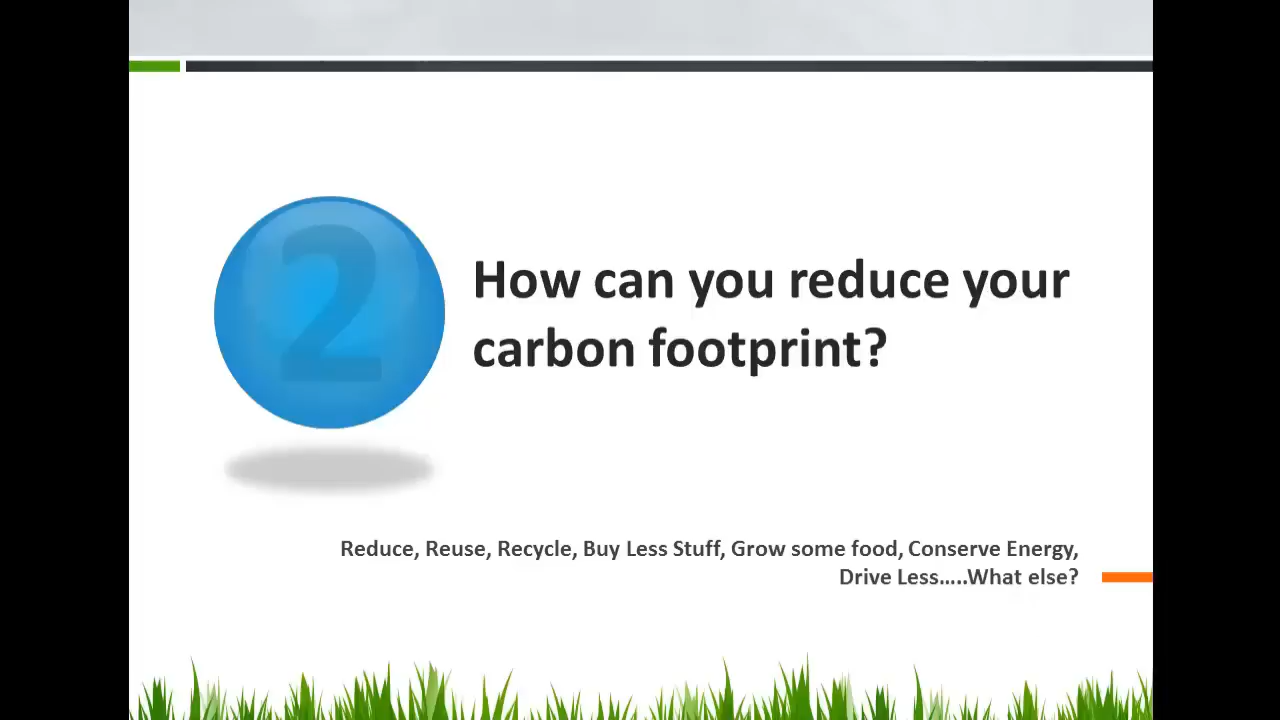 2
How can you reduce your
carbon footprint?
Reduce, Reuse, Recycle, Buy Less Stuff, Grow some food, Conserve Energy,
Drive Less.....What else?